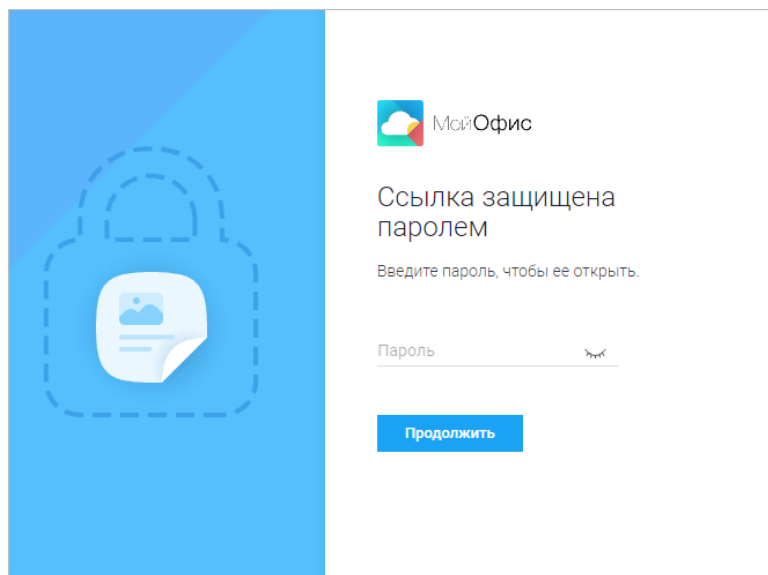 МойОфис
Ссылка защищена
паролем
Введите пароль, чтобы ее открыть.
Пароль
Продолжить